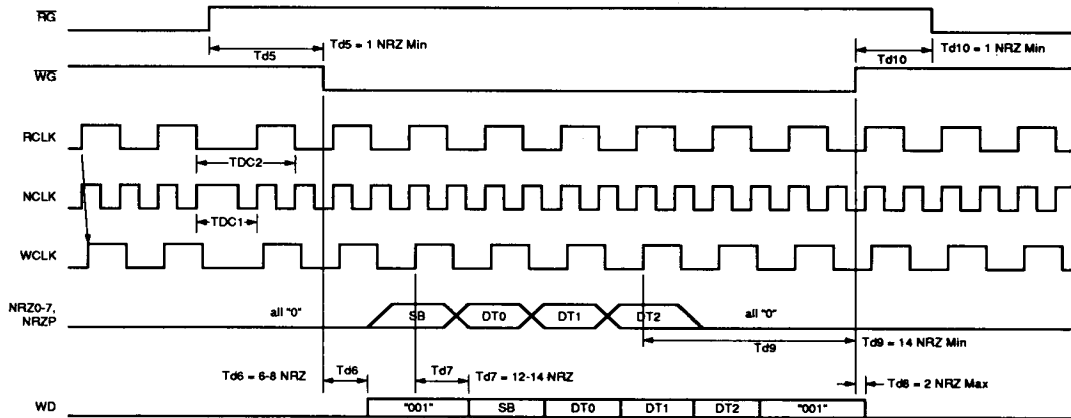 RG
Td5 = 1 NRZ Min
Td5
Td10 = 1 NRZ Min
Td10
WG
RCLK
TDC2
NCLK
TDC1
WCLK
NRZ0-7,
NRZP
all "0"
SB
DT0
DT1
DT2
all "0"
Td9
Td9 = 14 NRZ Min
Td6 = 6-8 NRZ
Td6
Td7
Td7 = 12-14 NRZ
Td8 = 2 NRZ Max
WD
"001"
SB
DT0
DT1
DT2
"001"